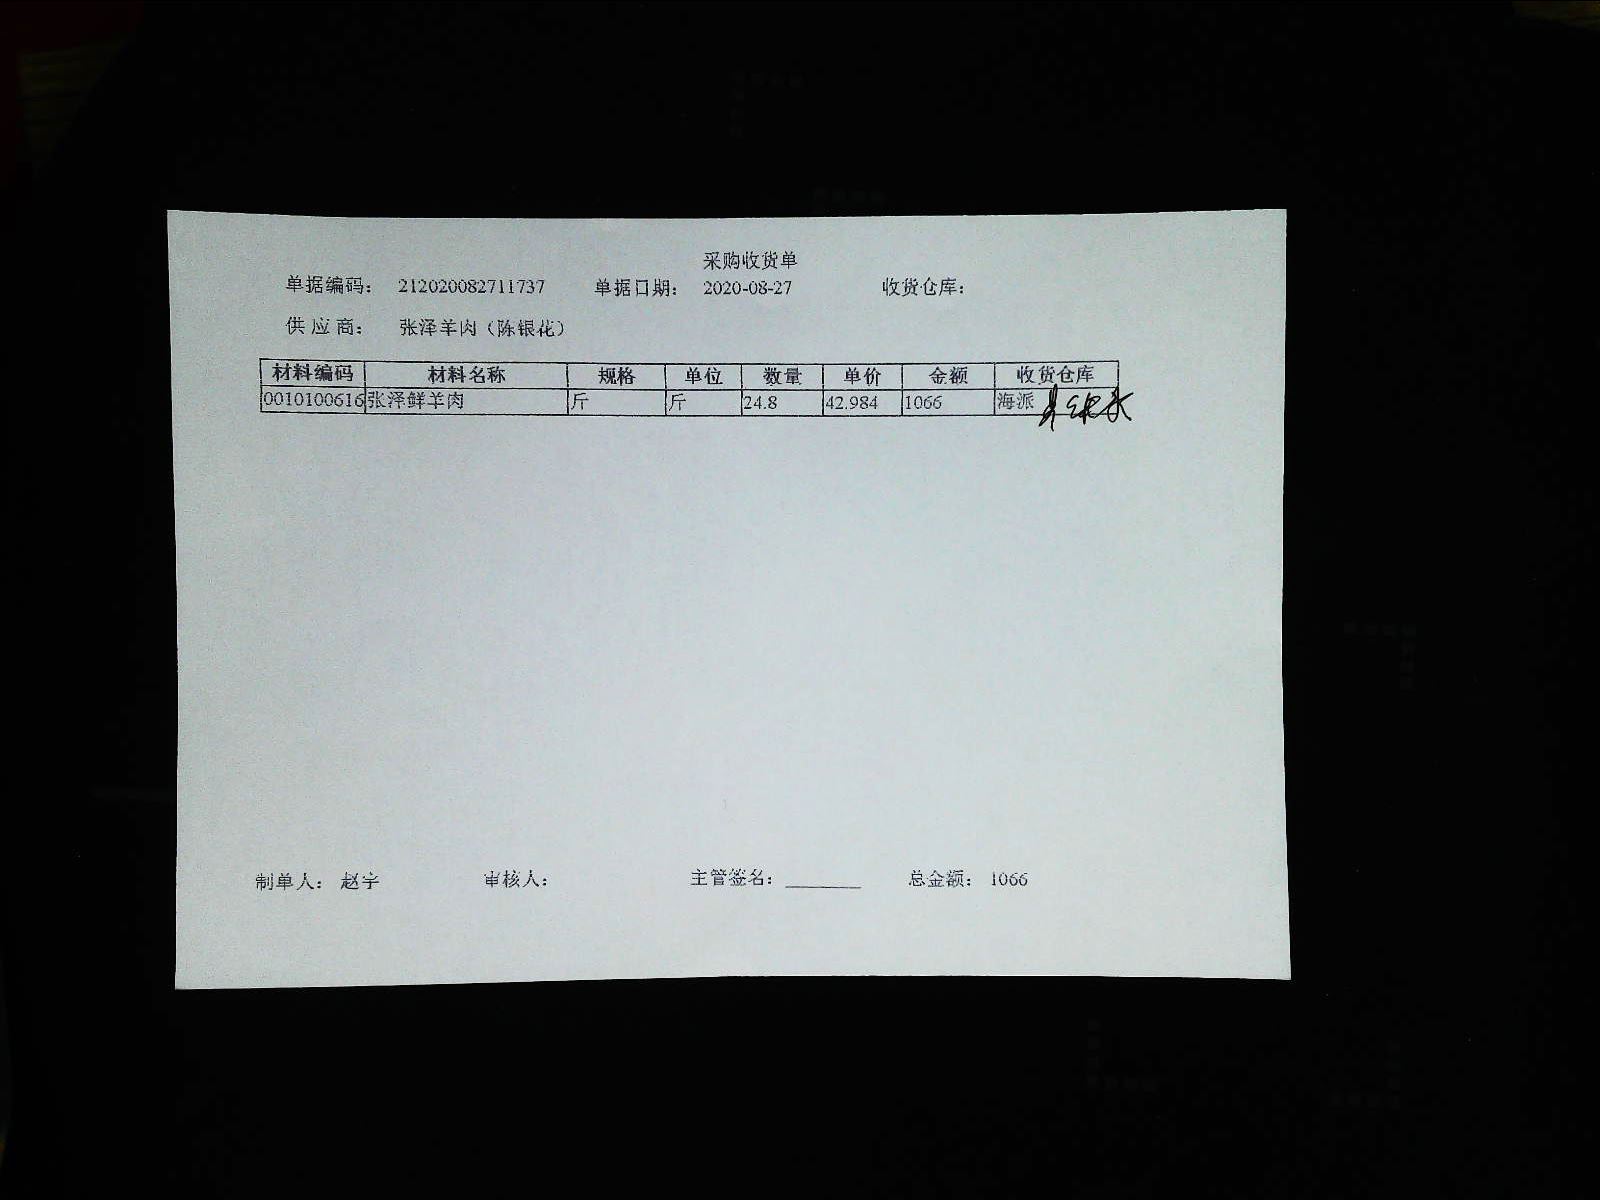 采购收货单
单据编码： 212020082711737 单据日期： 2020-08-27 收货仓库：
供应商： 张泽羊肉（陈银花）
材料编码 材料名称 规格 单位 数量 单价 金额 收货仓库
0010100616 张泽鲜羊肉 斤 斤 24.8 42.984 1066 海派
制单人： 赵宇 审核人： 主管签名： 总金额： 1066